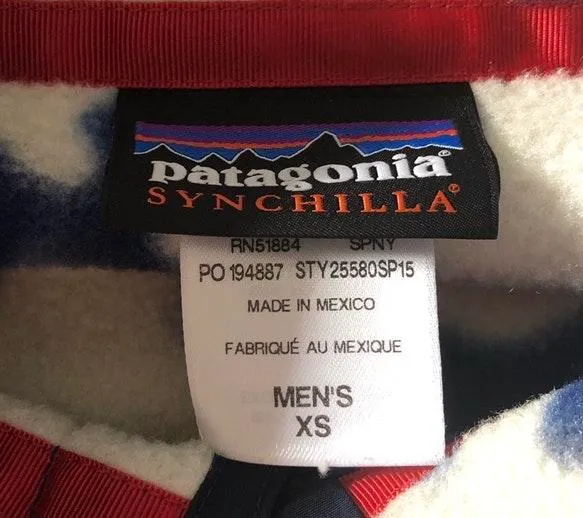 patagonia®
SYNCHILLA®
RN51884 SPNY
PO 194887 STY25580SP15
MADE IN MEXICO
FABRIQUÉ AU MEXIQUE
MEN'S
XS